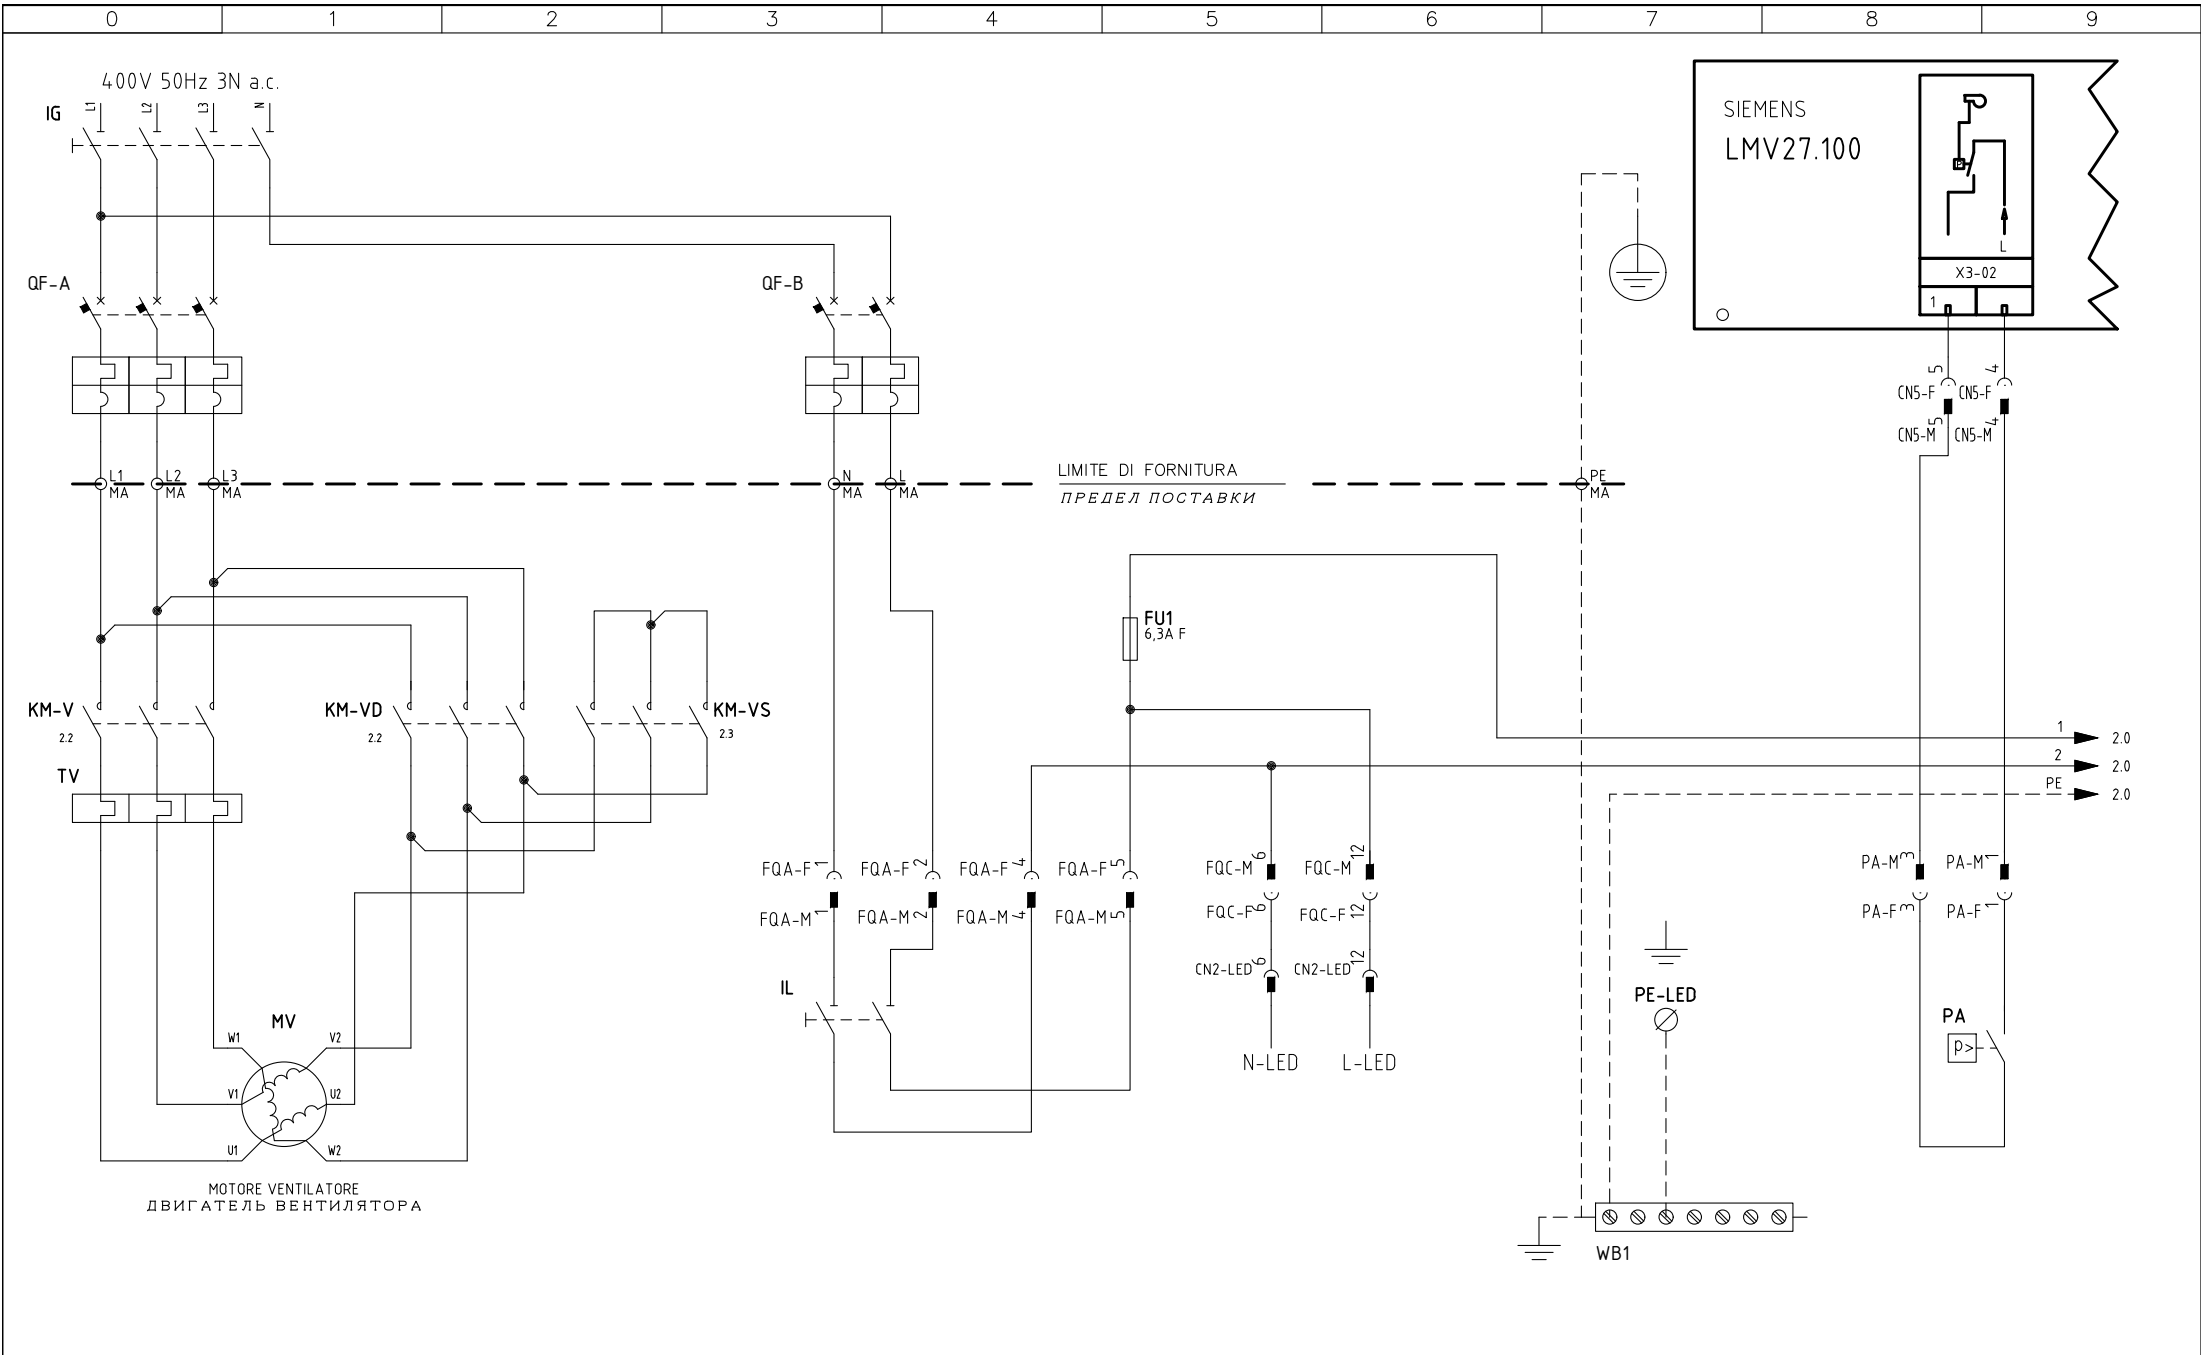 0 1 2 3 4 5 6 7 8 9
400V 50Hz 3N a.c.
IG
L1 L2 L3 N
SIEMENS
LMV27.100
P
L
X3-02
1
QF-A
QF-B
5 4
CN5-F CN5-F
5 4
CN5-M CN5-M
L1 L2 L3 N L PE
MA MA MA MA MA MA
LIMITE DI FORNITURA
ПРЕДЕЛ ПОСТАВКИ
FU1
6,3A F
KM-V
2.2
KM-VD
2.2
KM-VS
2.3
TV
1 2.0
2 2.0
PE 2.0
FQA-F 1 FQA-F 2 FQA-F 4 FQA-F 5 FQC-M 6 FQC-M 12 PA-M 3 PA-M 1
FQA-M 1 FQA-M 2 FQA-M 4 FQA-M 5 FQC-F 6 FQC-F 12 PA-F 3 PA-F 1
CN2-LED 6 CN2-LED 12
IL
PE-LED
PA
P>
MV
W1 V2
V1 U2
U1 W2
N-LED L-LED
MOTORE VENTILATORE
ДВИГАТЕЛЬ ВЕНТИЛЯТОРА
WB1